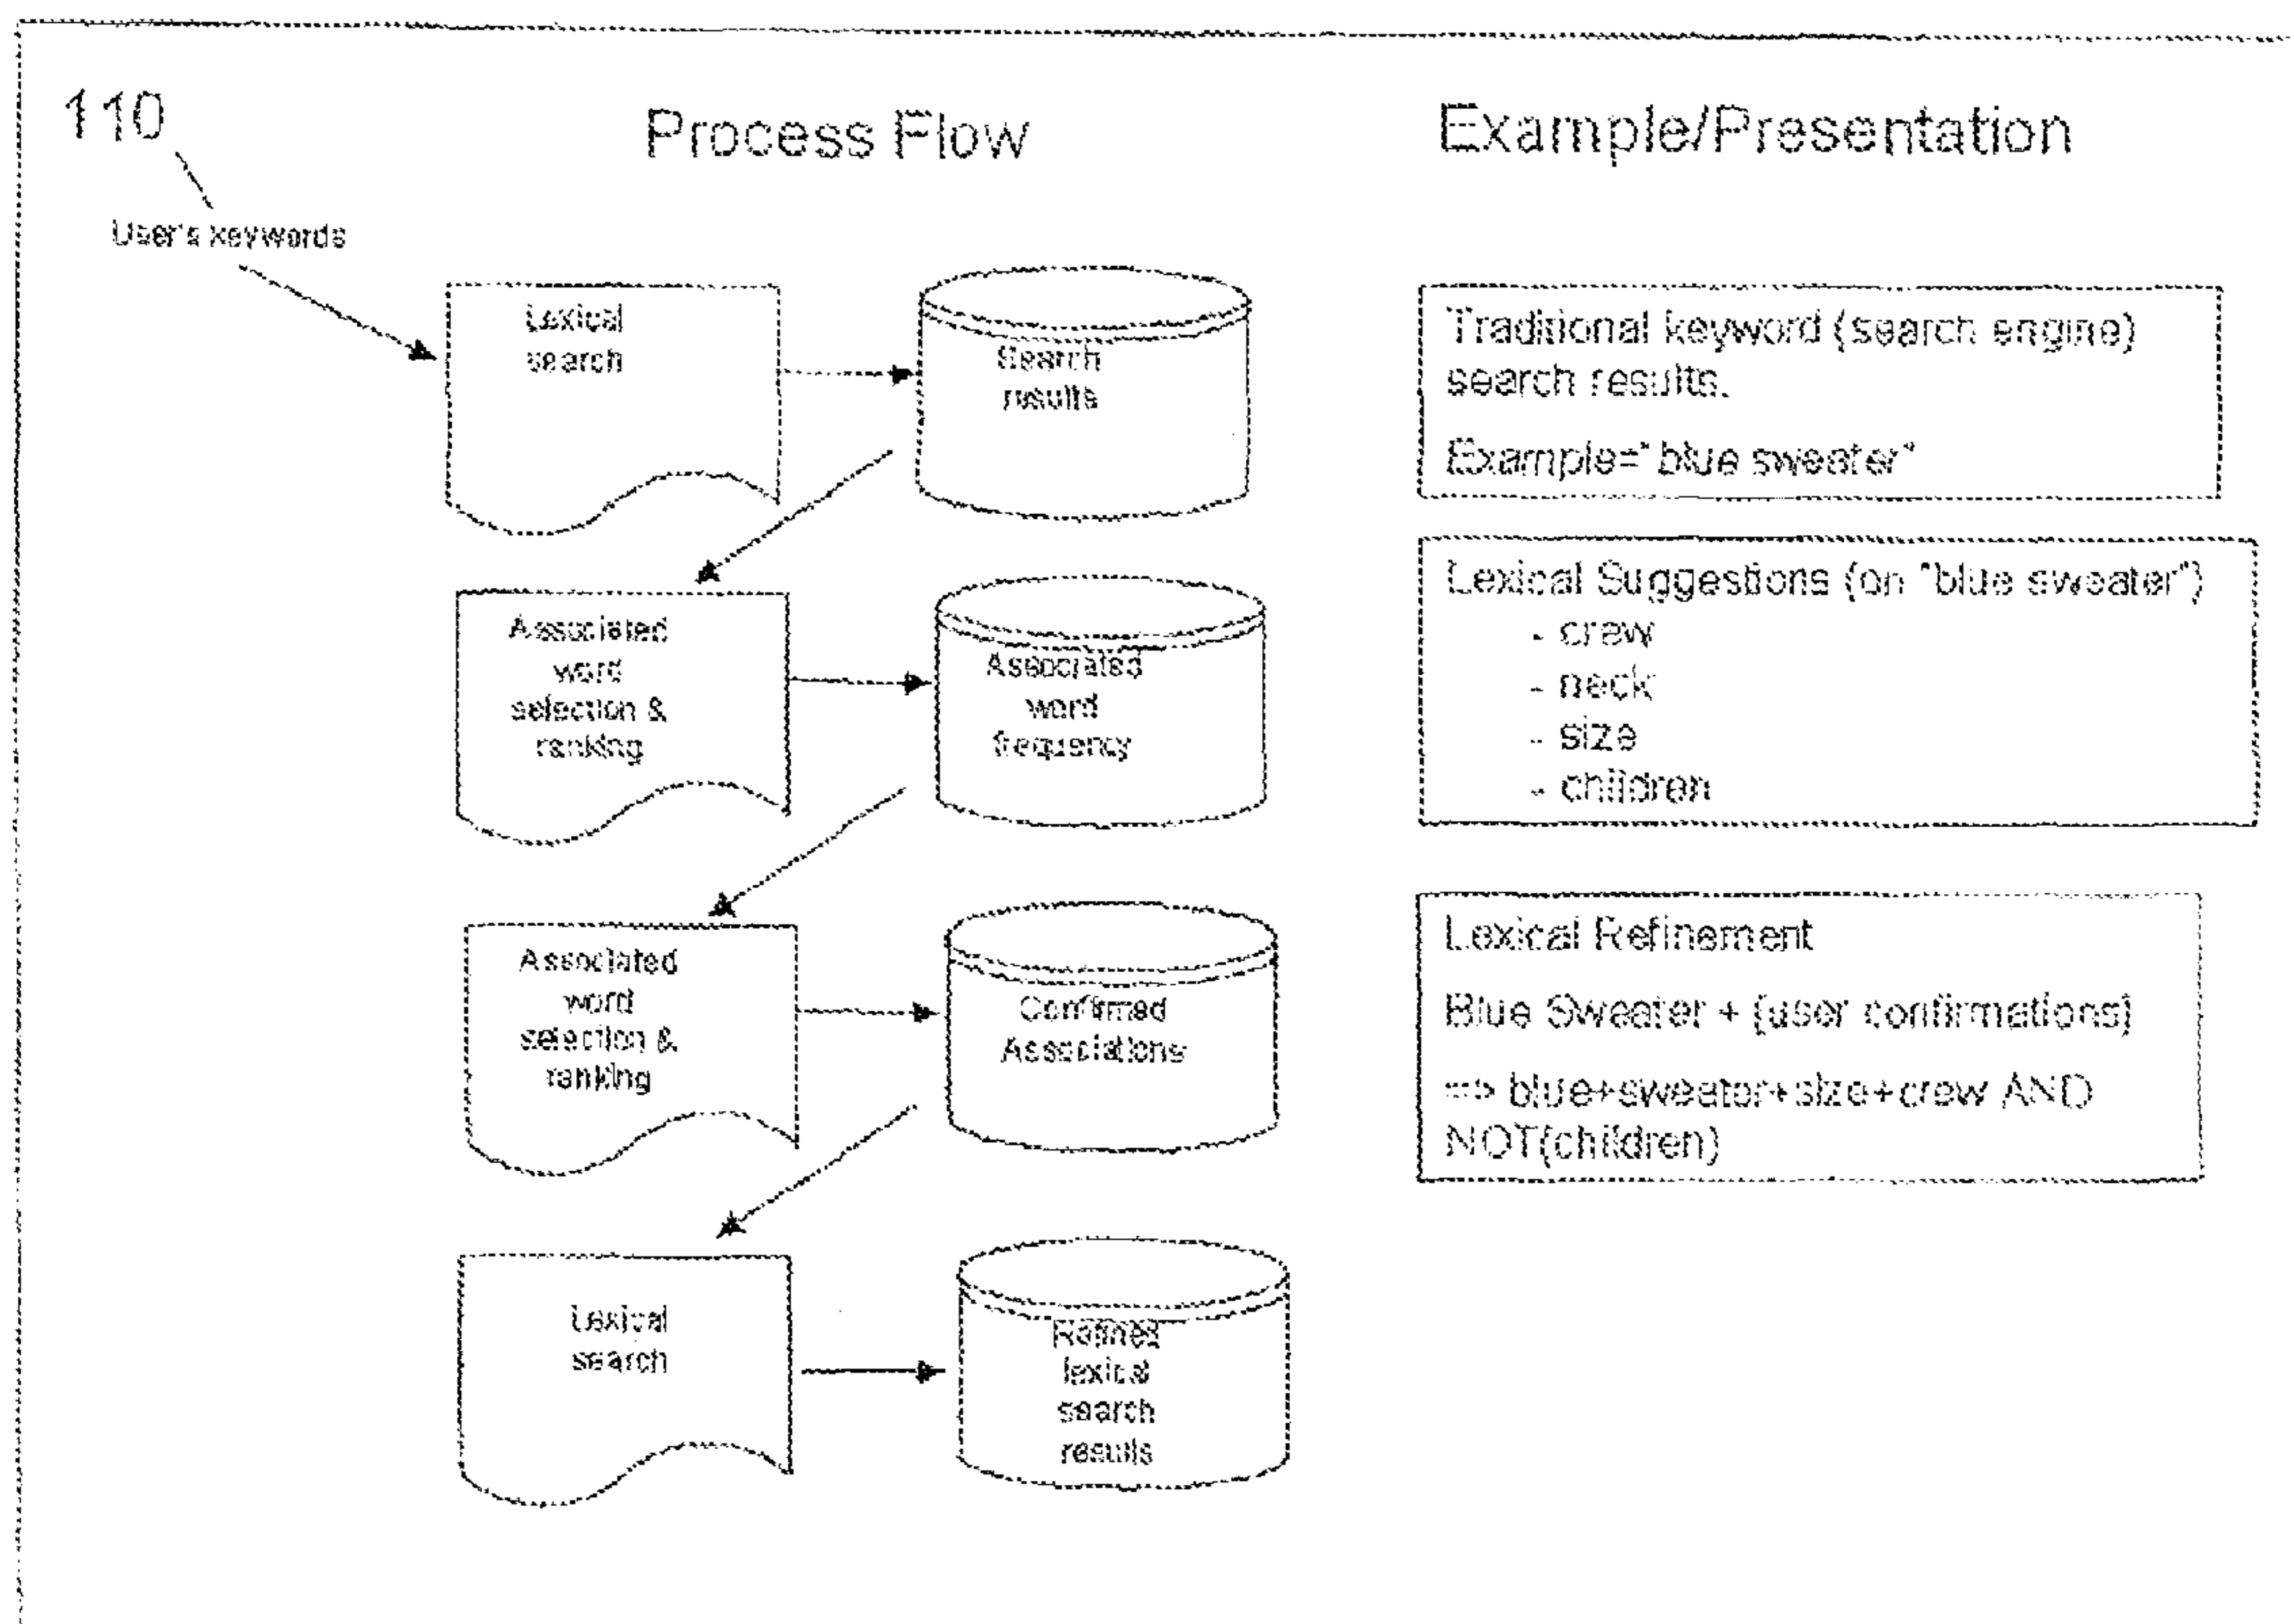 110
Process Flow
Example/Presentation
User's keywords
Lexical
search
Search
results
Traditional keyword (search engine)
search results.
Example="blue sweater"
Associated
word
selection &
ranking
Associated
word
frequency
Lexical Suggestions (on "blue sweater")
- crew
- neck
- size
- children
Associated
word
selection &
ranking
Confirmed
Associations
Lexical Refinement
Blue Sweater + {user confirmations}
=> blue+sweater+size+crew AND
NOT(children)
Lexical
search
Refines
lexical
search
results